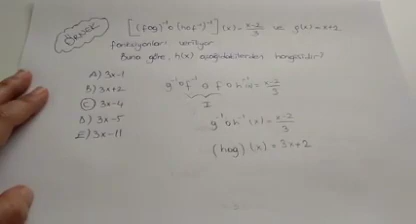 ÖRNEK
[(fog)⁻¹ o (hof⁻¹)⁻¹](x) = x-2/3 ve g(x)=x+2
fonksiyonları veriliyor.
Buna göre, h(x) aşağıdakilerden hangisidir?
A) 3x-1
B) 3x+2
C) 3x-4
D) 3x-5
E) 3x-11
g⁻¹of⁻¹ o f o h⁻¹(x) = x-2/3
I
g⁻¹oh⁻¹(x) = x-2/3
(hog)(x) = 3x+2